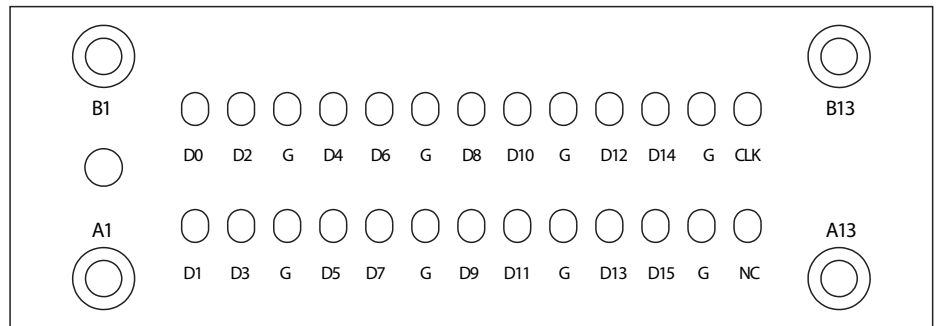 B1 B13
D0 D2 G D4 D6 G D8 D10 G D12 D14 G CLK
A1 A13
D1 D3 G D5 D7 G D9 D11 G D13 D15 G NC